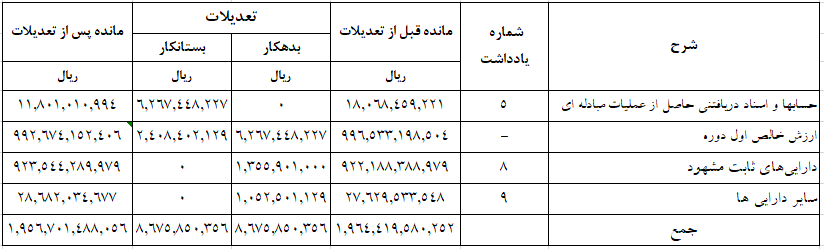 شرح شماره یادداشت مانده قبل از تعدیلات تعدیلات مانده پس از تعدیلات
بدهکار بستانکار
ریال ریال ریال ریال
حسابها و اسناد دریافتنی حاصل از عملیات مبادله ای ۵ ۱۸,۰۶۸,۴۵۹,۲۲۱ ۰ ۶,۲۶۷,۴۴۸,۲۲۷ ۱۱,۸۰۱,۰۱۰,۹۹۴
ارزش خالص اول دوره – ۹۹۶,۵۳۳,۱۹۸,۵۰۴ ۶,۲۶۷,۴۴۸,۲۲۷ ۲,۴۰۸,۴۰۲,۱۲۹ ۹۹۲,۶۷۴,۱۵۲,۴۰۶
دارایی‌های ثابت مشهود ۸ ۹۲۲,۱۸۸,۳۸۸,۹۷۹ ۱,۳۵۵,۹۰۱,۰۰۰ ۰ ۹۲۳,۵۴۴,۲۸۹,۹۷۹
سایر دارایی ها ۹ ۲۷,۶۲۹,۵۳۳,۵۴۸ ۱,۰۵۲,۵۰۱,۱۲۹ ۰ ۲۸,۶۸۲,۰۳۴,۶۷۷
جمع ۱,۹۶۴,۴۱۹,۵۸۰,۲۵۲ ۸,۶۷۵,۸۵۰,۳۵۶ ۸,۶۷۵,۸۵۰,۳۵۶ ۱,۹۵۶,۷۰۱,۴۸۸,۰۵۶